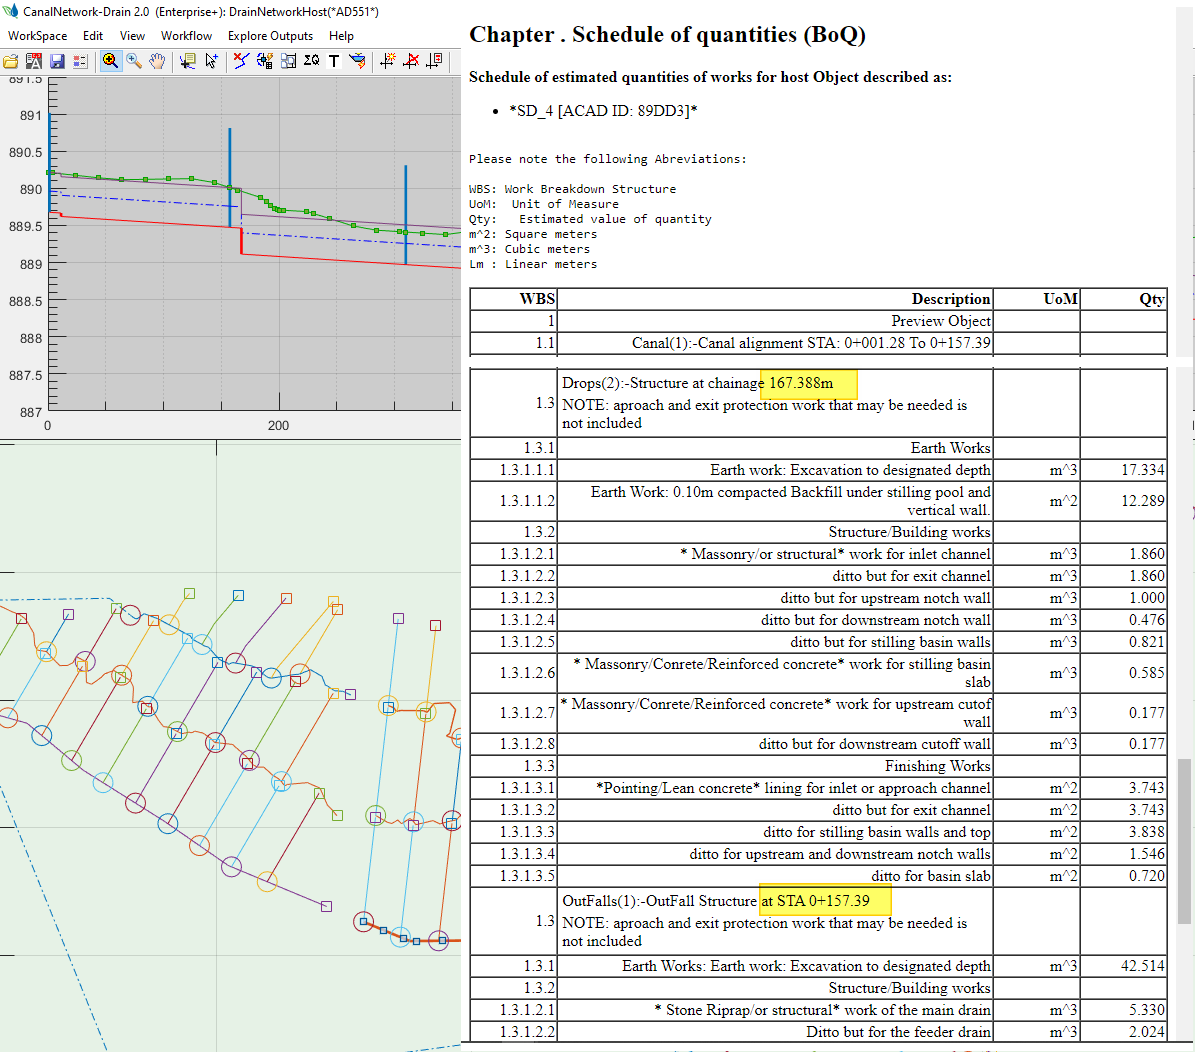 CanalNetwork-Drain 2.0 (Enterprise+): DrainNetworkHost(*AD551*)
WorkSpace Edit View Workflow Explore Outputs Help
ΣQ T
891.5
891
890.5
890
889.5
889
888.5
888
887.5
887
0 200
Chapter . Schedule of quantities (BoQ)
Schedule of estimated quantities of works for host Object described as:
• *SD_4 [ACAD ID: 89DD3]*
Please note the following Abreviations:
WBS: Work Breakdown Structure
UoM: Unit of Measure
Qty: Estimated value of quantity
m^2: Square meters
m^3: Cubic meters
Lm : Linear meters
WBS Description UoM Qty
1 Preview Object
1.1 Canal(1):-Canal alignment STA: 0+001.28 To 0+157.39
Drops(2):-Structure at chainage 167.388m
1.3 NOTE: aproach and exit protection work that may be needed is
not included
1.3.1 Earth Works
1.3.1.1.1 Earth work: Excavation to designated depth m^3 17.334
1.3.1.1.2 Earth Work: 0.10m compacted Backfill under stilling pool and m^2 12.289
vertical wall.
1.3.2 Structure/Building works
1.3.1.2.1 * Massonry/or structural* work for inlet channel m^3 1.860
1.3.1.2.2 ditto but for exit channel m^3 1.860
1.3.1.2.3 ditto but for upstream notch wall m^3 1.000
1.3.1.2.4 ditto but for downstream notch wall m^3 0.476
1.3.1.2.5 ditto but for stilling basin walls m^3 0.821
1.3.1.2.6 * Massonry/Conrete/Reinforced concrete* work for stilling basin m^3 0.585
slab
1.3.1.2.7 * Massonry/Conrete/Reinforced concrete* work for upstream cutof m^3 0.177
wall
1.3.1.2.8 ditto but for downstream cutoff wall m^3 0.177
1.3.3 Finishing Works
1.3.1.3.1 *Pointing/Lean concrete* lining for inlet or approach channel m^2 3.743
1.3.1.3.2 ditto but for exit channel m^2 3.743
1.3.1.3.3 ditto for stilling basin walls and top m^2 3.838
1.3.1.3.4 ditto for upstream and downstream notch walls m^2 1.546
1.3.1.3.5 ditto for basin slab m^2 0.720
OutFalls(1):-OutFall Structure at STA 0+157.39
1.3 NOTE: aproach and exit protection work that may be needed is
not included
1.3.1 Earth Works: Earth work: Excavation to designated depth m^3 42.514
1.3.2 Structure/Building works
1.3.1.2.1 * Stone Riprap/or structural* work of the main drain m^3 5.330
1.3.1.2.2 Ditto but for the feeder drain m^3 2.024